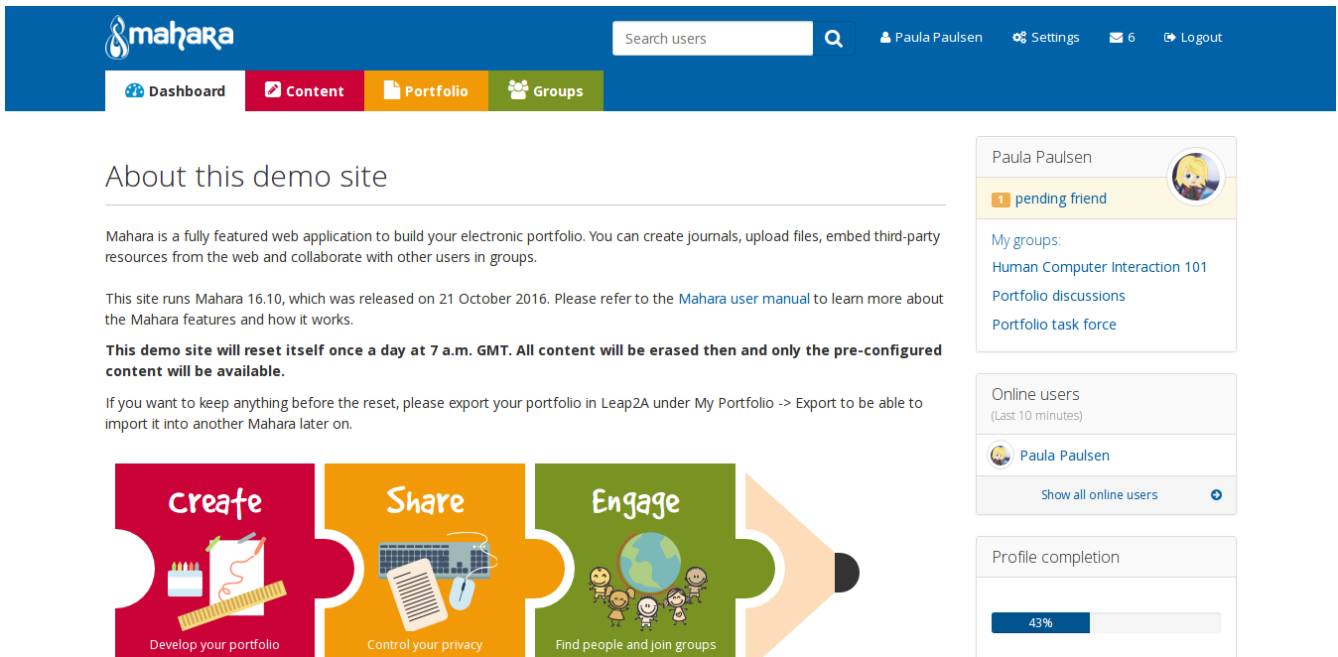 mahara
Search users
Paula Paulsen
Settings
6
Logout
Dashboard
Content
Portfolio
Groups
About this demo site
Mahara is a fully featured web application to build your electronic portfolio. You can create journals, upload files, embed third-party
resources from the web and collaborate with other users in groups.
This site runs Mahara 16.10, which was released on 21 October 2016. Please refer to the Mahara user manual to learn more about
the Mahara features and how it works.
This demo site will reset itself once a day at 7 a.m. GMT. All content will be erased then and only the pre-configured
content will be available.
If you want to keep anything before the reset, please export your portfolio in Leap2A under My Portfolio -> Export to be able to
import it into another Mahara later on.
Create
Develop your portfolio
Share
Control your privacy
Engage
Find people and join groups
Paula Paulsen
1 pending friend
My groups:
Human Computer Interaction 101
Portfolio discussions
Portfolio task force
Online users
(Last 10 minutes)
Paula Paulsen
Show all online users
Profile completion
43%